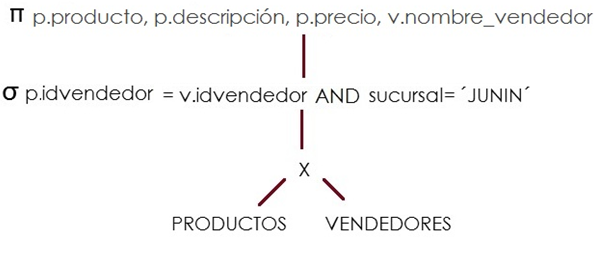 π p.producto, p.descripción, p.precio, v.nombre_vendedor
σ p.idvendedor = v.idvendedor AND sucursal= ´JUNIN´
X
PRODUCTOS VENDEDORES